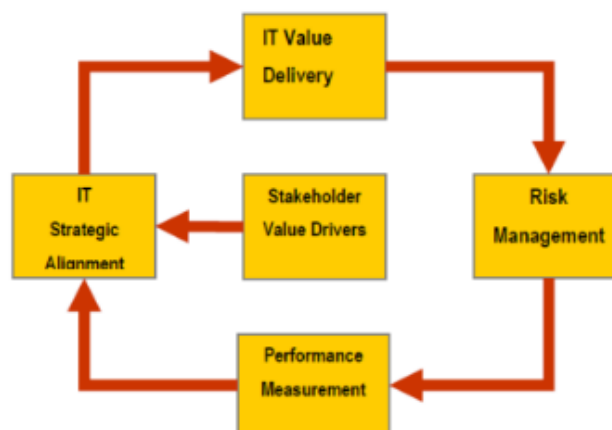 IT Value
Delivery
IT
Strategic
Alignment
Stakeholder
Value Drivers
Risk
Management
Performance
Measurement